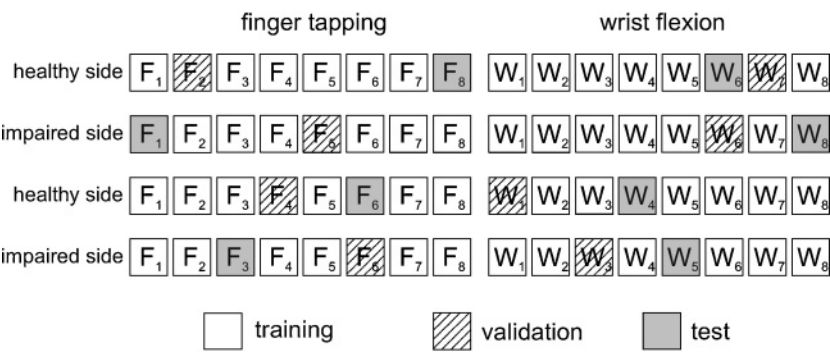 finger tapping wrist flexion
healthy side F1 F2 F3 F4 F5 F6 F7 F8 W1 W2 W3 W4 W5 W6 W7 W8
impaired side F1 F2 F3 F4 F5 F6 F7 F8 W1 W2 W3 W4 W5 W6 W7 W8
healthy side F1 F2 F3 F4 F5 F6 F7 F8 W1 W2 W3 W4 W5 W6 W7 W8
impaired side F1 F2 F3 F4 F5 F6 F7 F8 W1 W2 W3 W4 W5 W6 W7 W8
training validation test